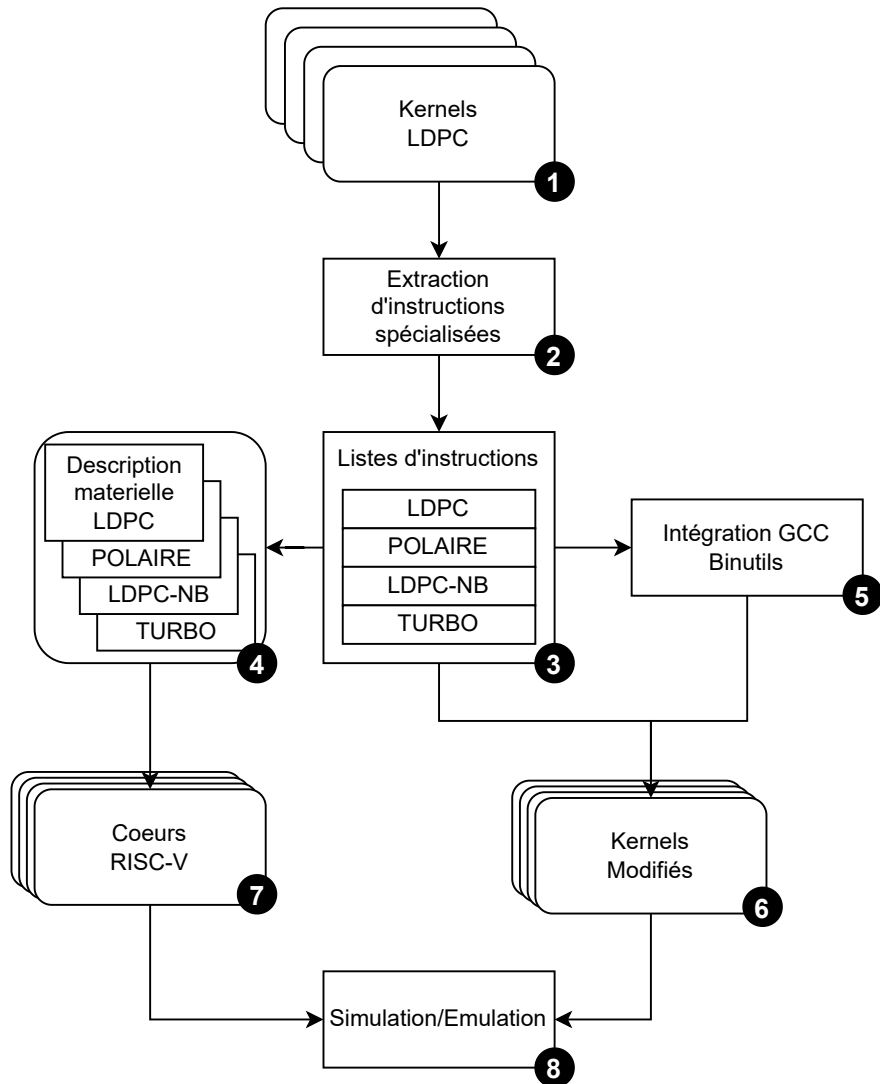 Kernels
LDPC
1
Extraction
d'instructions
spécialisées
2
Listes d'instructions
LDPC
POLAIRE
LDPC-NB
TURBO
3
Description
materielle
LDPC
POLAIRE
LDPC-NB
TURBO
4
Intégration GCC
Binutils
5
Kernels
Modifiés
6
Coeurs
RISC-V
7
Simulation/Emulation
8